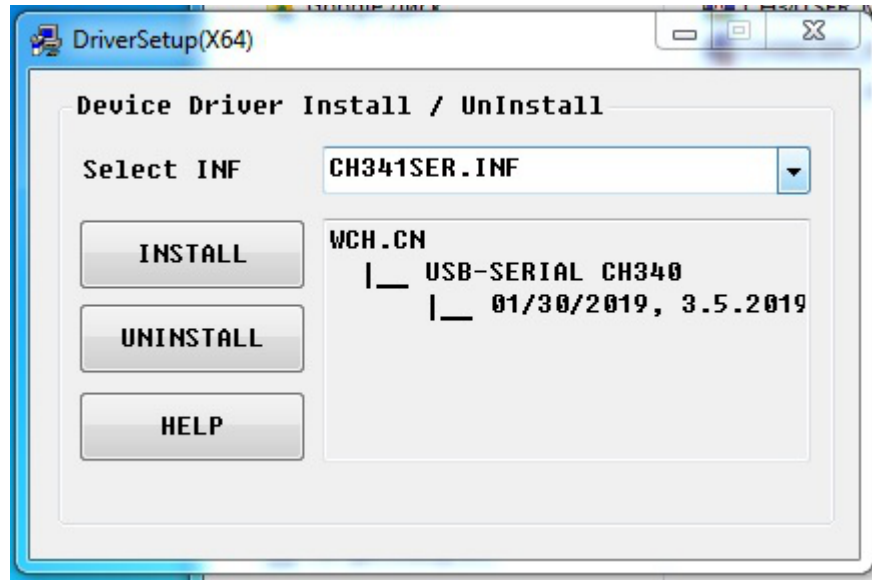 DriverSetup(X64)
Device Driver Install / UnInstall
Select INF
CH341SER.INF
INSTALL
UNINSTALL
HELP
WCH.CN
|__ USB-SERIAL CH340
|__ 01/30/2019, 3.5.2019